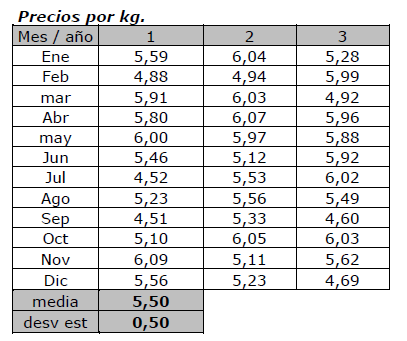 Precios por kg.
Mes / año 1 2 3
Ene 5,59 6,04 5,28
Feb 4,88 4,94 5,99
mar 5,91 6,03 4,92
Abr 5,80 6,07 5,96
may 6,00 5,97 5,88
Jun 5,46 5,12 5,92
Jul 4,52 5,53 6,02
Ago 5,23 5,56 5,49
Sep 4,51 5,33 4,60
Oct 5,10 6,05 6,03
Nov 6,09 5,11 5,62
Dic 5,56 5,23 4,69
media 5,50
desv est 0,50